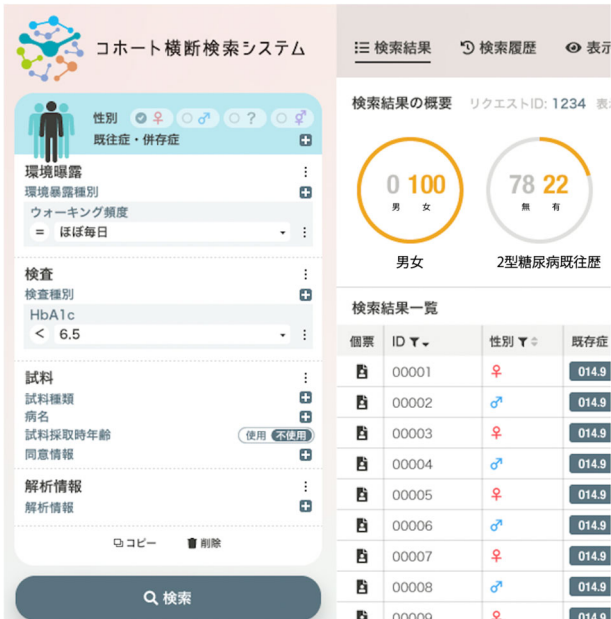 コホート横断検索システム
性別 ♀ ♂ ? ⚥
既往症・併存症
環境曝露
環境暴露種別
ウォーキング頻度
= ほぼ毎日
検査
検査種別
HbA1c
< 6.5
試料
試料種類
病名
試料採取時年齢 使用 不使用
同意情報
解析情報
解析情報
コピー 削除
検索
検索結果 検索履歴 表示
検索結果の概要 リクエストID: 1234 表
0 100 78 22
男 女 無 有
男女 2型糖尿病既往歴
検索結果一覧
個票 ID 性別 既存症
00001 ♀ 014.9
00002 ♂ 014.9
00003 ♀ 014.9
00004 ♂ 014.9
00005 ♀ 014.9
00006 ♂ 014.9
00007 ♀ 014.9
00008 ♂ 014.9
00009 ♀ 014.9